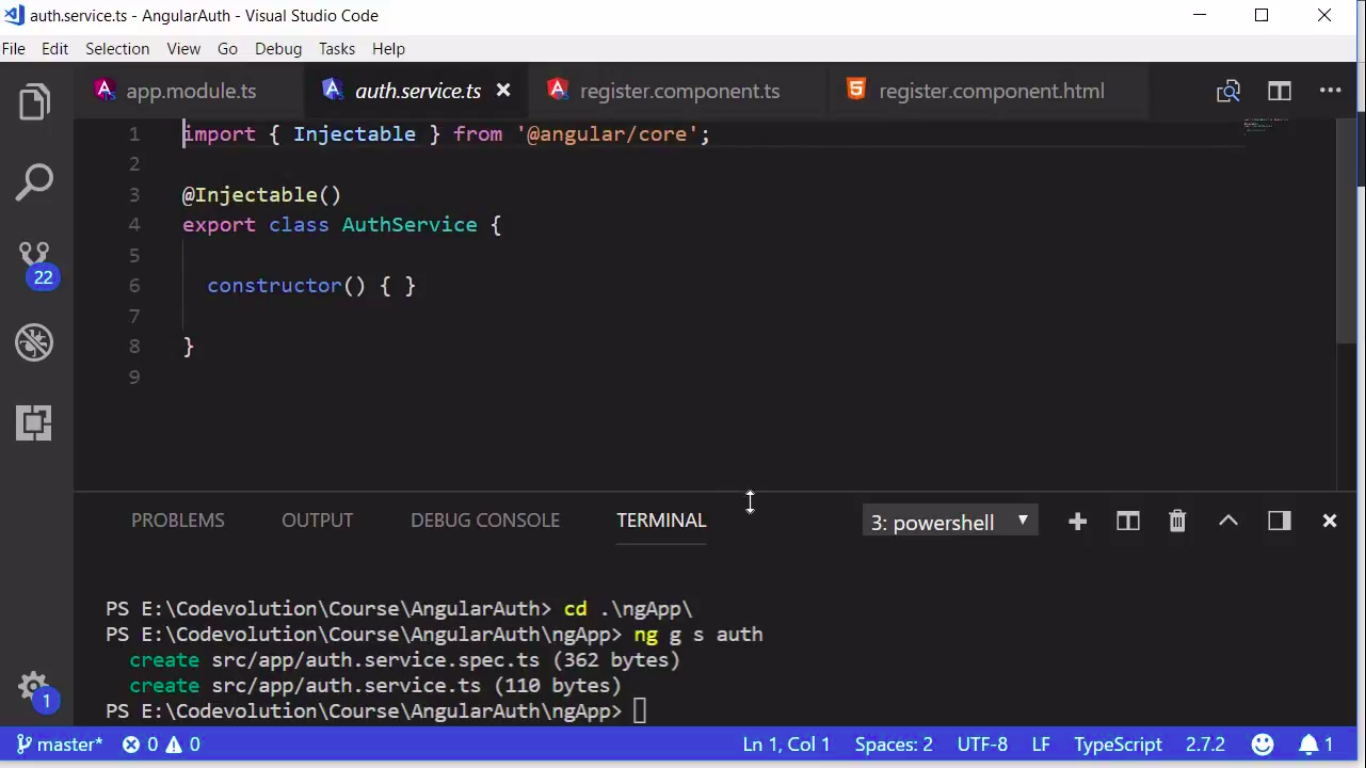 auth.service.ts - AngularAuth - Visual Studio Code
File Edit Selection View Go Debug Tasks Help
app.module.ts auth.service.ts register.component.ts register.component.html
1 import { Injectable } from '@angular/core';
2
3 @Injectable()
4 export class AuthService {
5
6 constructor() { }
7
8 }
9
22
PROBLEMS OUTPUT DEBUG CONSOLE TERMINAL 3: powershell
PS E:\Codevolution\Course\AngularAuth> cd .\ngApp\
PS E:\Codevolution\Course\AngularAuth\ngApp> ng g s auth
create src/app/auth.service.spec.ts (362 bytes)
create src/app/auth.service.ts (110 bytes)
PS E:\Codevolution\Course\AngularAuth\ngApp>
1
master* 0 0 Ln 1, Col 1 Spaces: 2 UTF-8 LF TypeScript 2.7.2 1